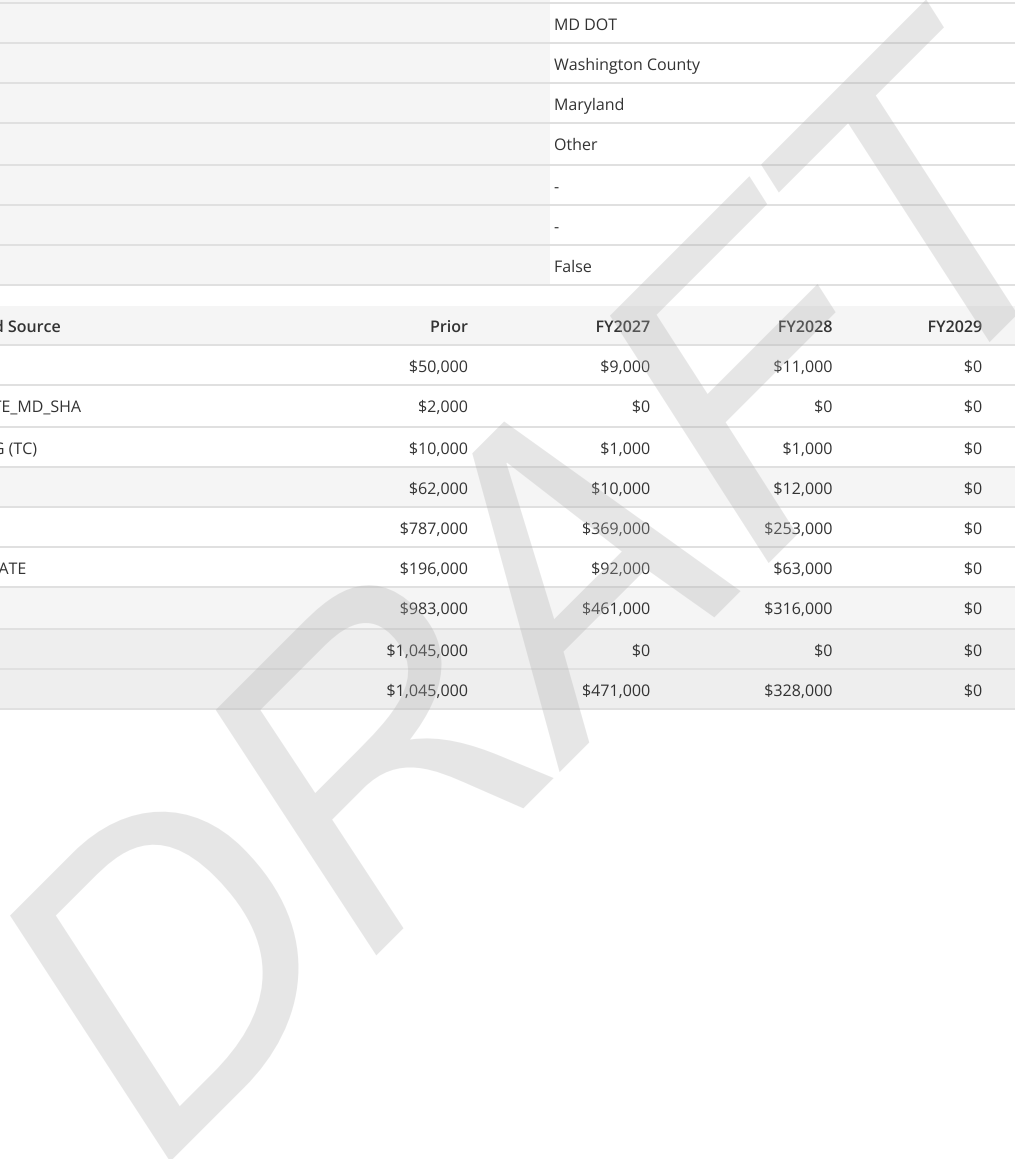 MD DOT
Washington County
Maryland
Other
-
-
False
Source Prior FY2027 FY2028 FY2029
$50,000 $9,000 $11,000 $0
TE_MD_SHA $2,000 $0 $0 $0
(TC) $10,000 $1,000 $1,000 $0
$62,000 $10,000 $12,000 $0
$787,000 $369,000 $253,000 $0
ATE $196,000 $92,000 $63,000 $0
$983,000 $461,000 $316,000 $0
$1,045,000 $0 $0 $0
$1,045,000 $471,000 $328,000 $0
DRAFT